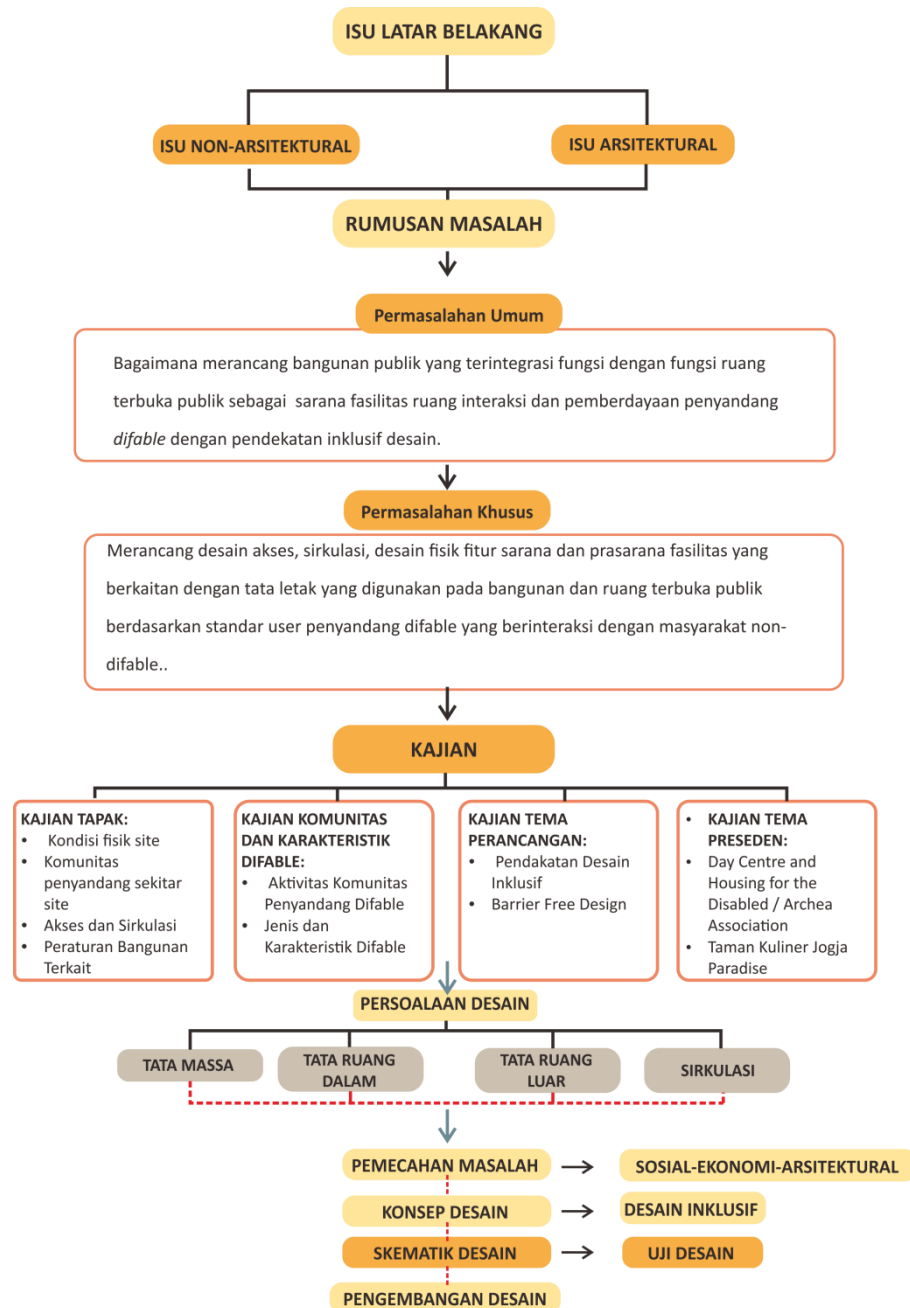 ISU LATAR BELAKANG
ISU NON-ARSITEKTURAL
ISU ARSITEKTURAL
RUMUSAN MASALAH
Permasalahan Umum
Bagaimana merancang bangunan publik yang terintegrasi fungsi dengan fungsi ruang
terbuka publik sebagai sarana fasilitas ruang interaksi dan pemberdayaan penyandang
difable dengan pendekatan inklusif desain.
Permasalahan Khusus
Merancang desain akses, sirkulasi, desain fisik fitur sarana dan prasarana fasilitas yang
berkaitan dengan tata letak yang digunakan pada bangunan dan ruang terbuka publik
berdasarkan standar user penyandang difable yang berinteraksi dengan masyarakat non-
difable..
KAJIAN
KAJIAN TAPAK:
• Kondisi fisik site
• Komunitas
penyandang sekitar
site
• Akses dan Sirkulasi
• Peraturan Bangunan
Terkait
KAJIAN KOMUNITAS
DAN KARAKTERISTIK
DIFABLE:
• Aktivitas Komunitas
Penyandang Difable
• Jenis dan
Karakteristik Difable
KAJIAN TEMA
PERANCANGAN:
• Pendakatan Desain
Inklusif
• Barrier Free Design
• KAJIAN TEMA
PRESEDEN:
• Day Centre and
Housing for the
Disabled / Archea
Association
• Taman Kuliner Jogja
Paradise
PERSOALAAN DESAIN
TATA MASSA
TATA RUANG
DALAM
TATA RUANG
LUAR
SIRKULASI
PEMECAHAN MASALAH
SOSIAL-EKONOMI-ARSITEKTURAL
KONSEP DESAIN
DESAIN INKLUSIF
SKEMATIK DESAIN
UJI DESAIN
PENGEMBANGAN DESAIN